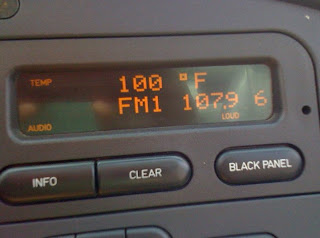 TEMP 100 °F
FM1 107.9 6
AUDIO LOUD
INFO CLEAR BLACK PANEL